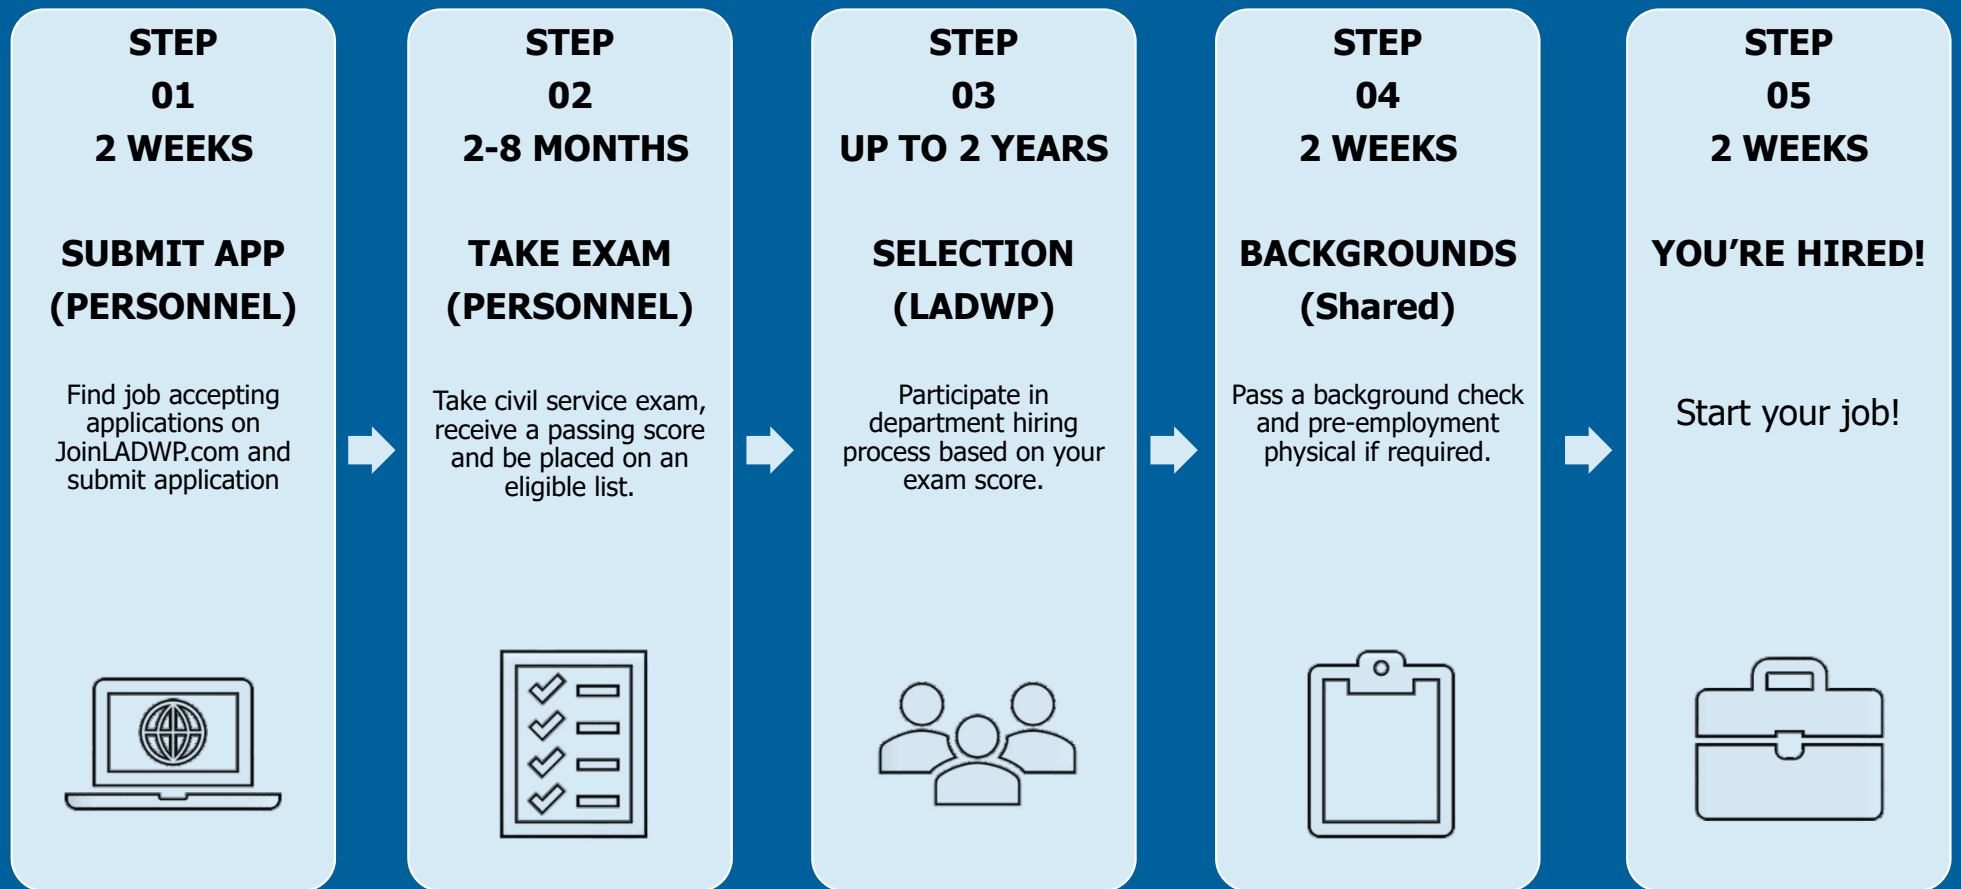 STEP
01
2 WEEKS
SUBMIT APP
(PERSONNEL)
Find job accepting
applications on
JoinLADWP.com and
submit application
STEP
02
2-8 MONTHS
TAKE EXAM
(PERSONNEL)
Take civil service exam,
receive a passing score
and be placed on an
eligible list.
STEP
03
UP TO 2 YEARS
SELECTION
(LADWP)
Participate in
department hiring
process based on your
exam score.
STEP
04
2 WEEKS
BACKGROUNDS
(Shared)
Pass a background check
and pre-employment
physical if required.
STEP
05
2 WEEKS
YOU’RE HIRED!
Start your job!